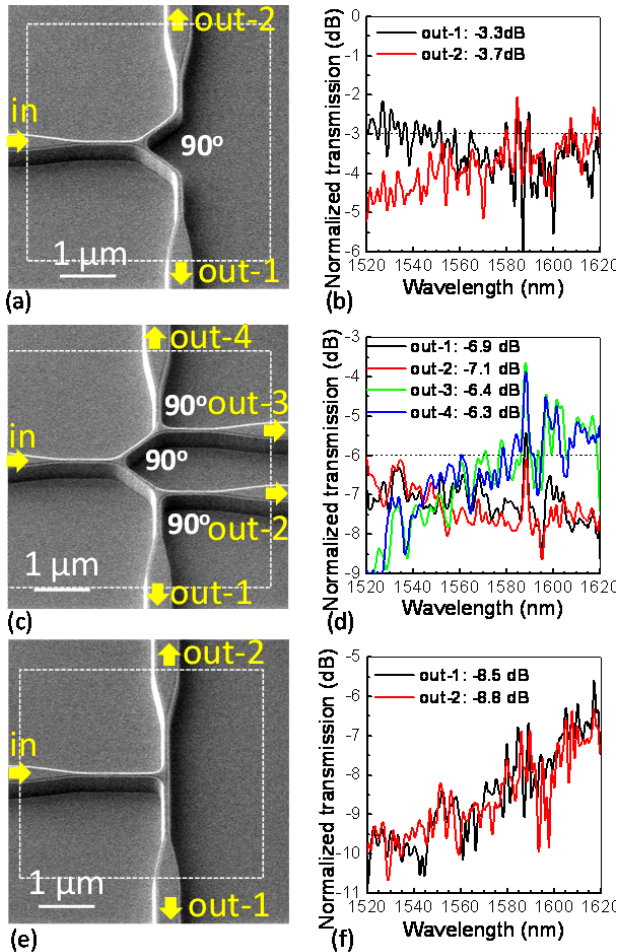 out-2
in
90º
1 µm
out-1
(a)
Normalized transmission (dB)
0
-1
-2
-3
-4
-5
-6
out-1: -3.3dB
out-2: -3.7dB
1520 1540 1560 1580 1600 1620
Wavelength (nm)
(b)
out-4
90º out-3
in
90º
90º out-2
1 µm
out-1
(c)
Normalized transmission (dB)
-3
-4
-5
-6
-7
-8
-9
out-1: -6.9 dB
out-2: -7.1 dB
out-3: -6.4 dB
out-4: -6.3 dB
1520 1540 1560 1580 1600 1620
Wavelength (nm)
(d)
out-2
in
1 µm
out-1
(e)
Normalized transmission (dB)
-5
-6
-7
-8
-9
-10
-11
out-1: -8.5 dB
out-2: -8.8 dB
1520 1540 1560 1580 1600 1620
Wavelength (nm)
(f)